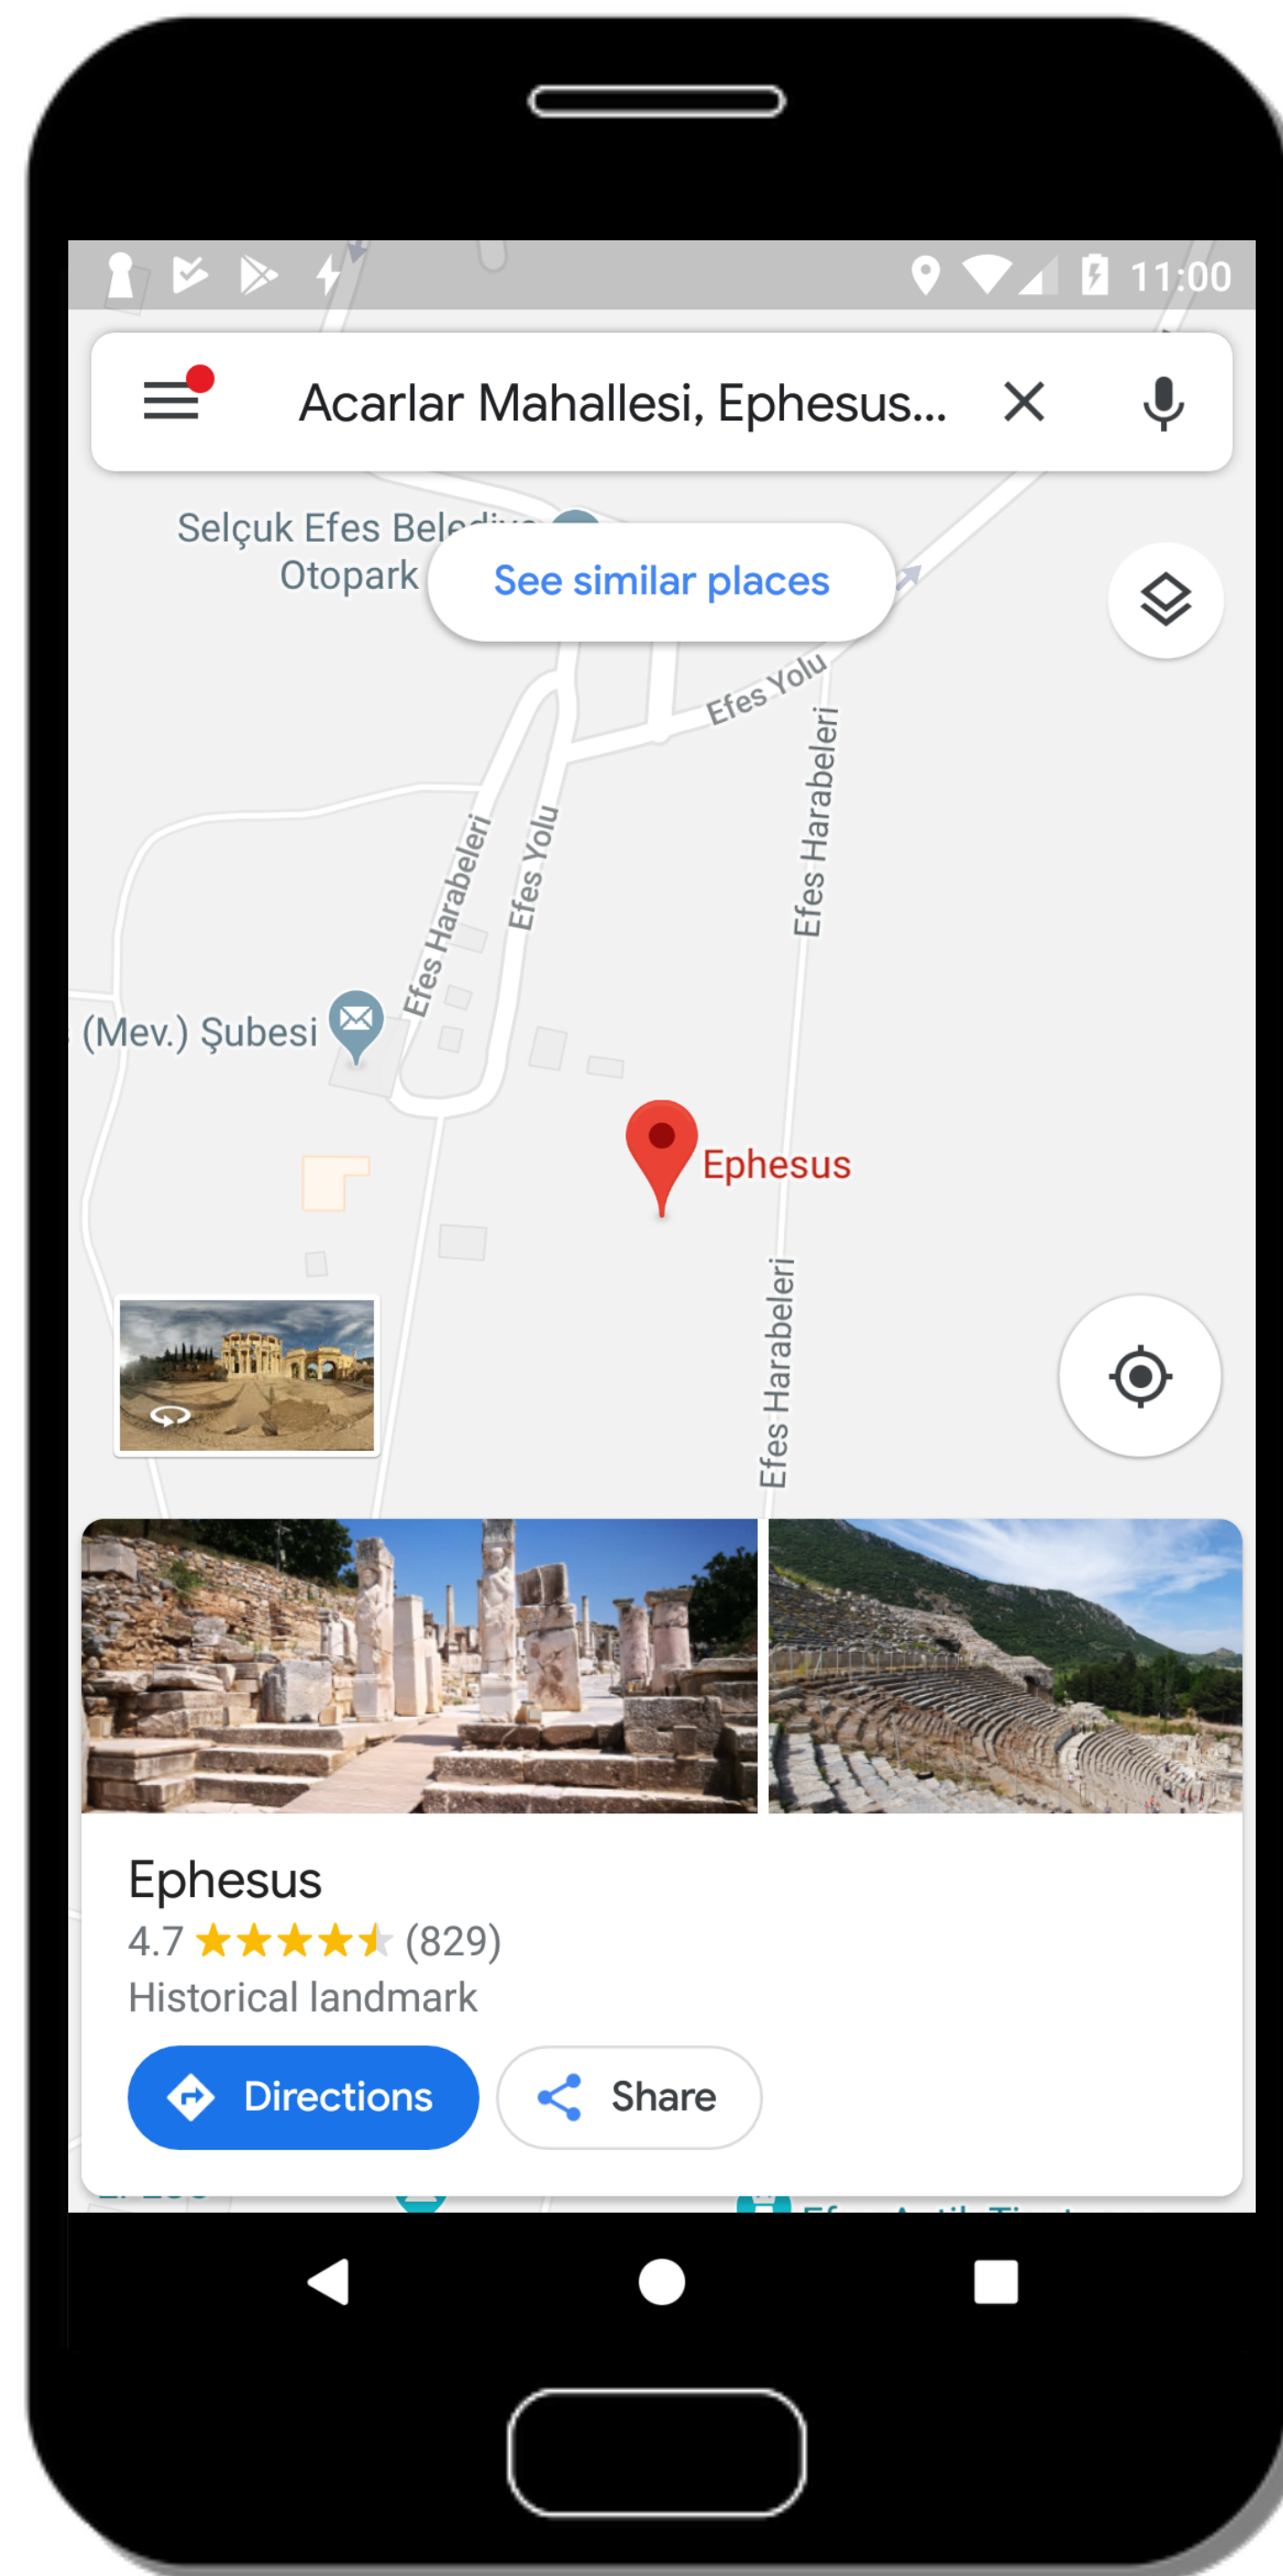 11:00
Acarlar Mahallesi, Ephesus...
Selçuk Efes
Otopark
See similar places
Efes Yolu
Efes Harabeleri
Efes Harabeleri
Efes Yolu
(Mev.) Şubesi
Ephesus
Efes Harabeleri
Ephesus
4.7 ★★★★★ (829)
Historical landmark
Directions
Share